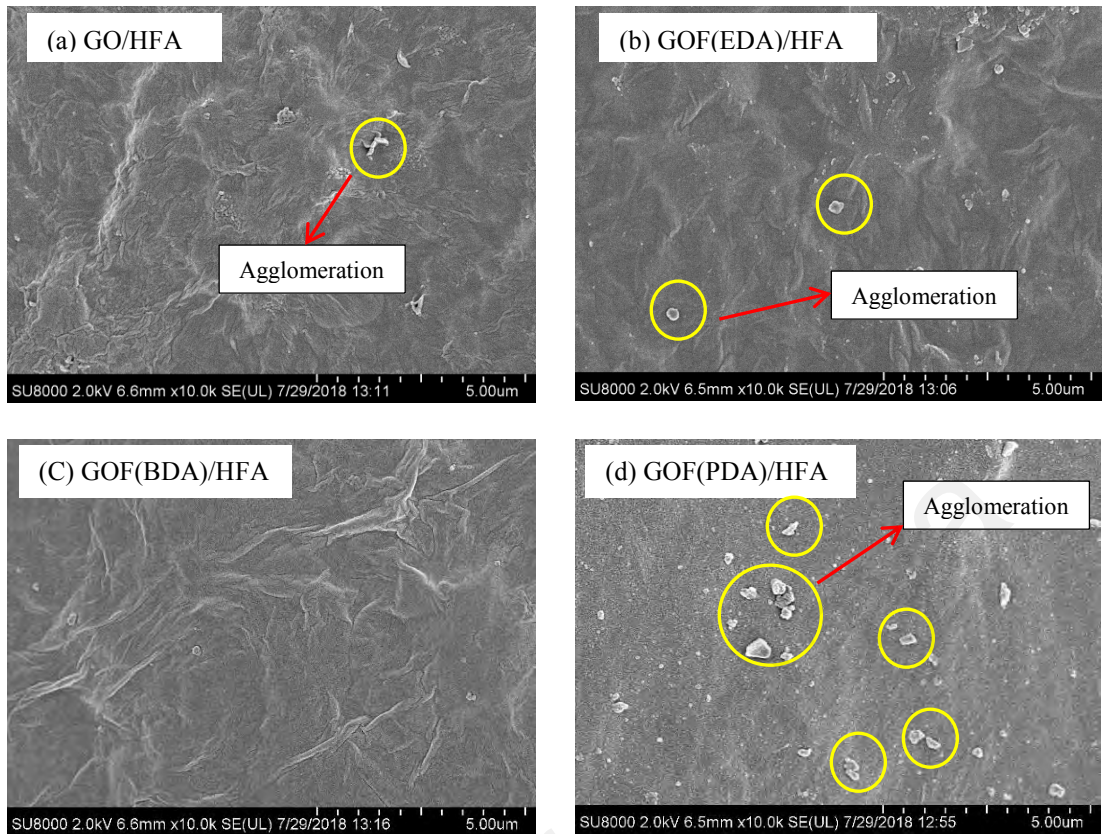 (a) GO/HFA
Agglomeration
SU8000 2.0kV 6.6mm x10.0k SE(UL) 7/29/2018 13:11
5.00um
(b) GOF(EDA)/HFA
Agglomeration
SU8000 2.0kV 6.5mm x10.0k SE(UL) 7/29/2018 13:06
5.00um
(C) GOF(BDA)/HFA
SU8000 2.0kV 6.6mm x10.0k SE(UL) 7/29/2018 13:16
5.00um
(d) GOF(PDA)/HFA
Agglomeration
SU8000 2.0kV 6.5mm x10.0k SE(UL) 7/29/2018 12:55
5.00um